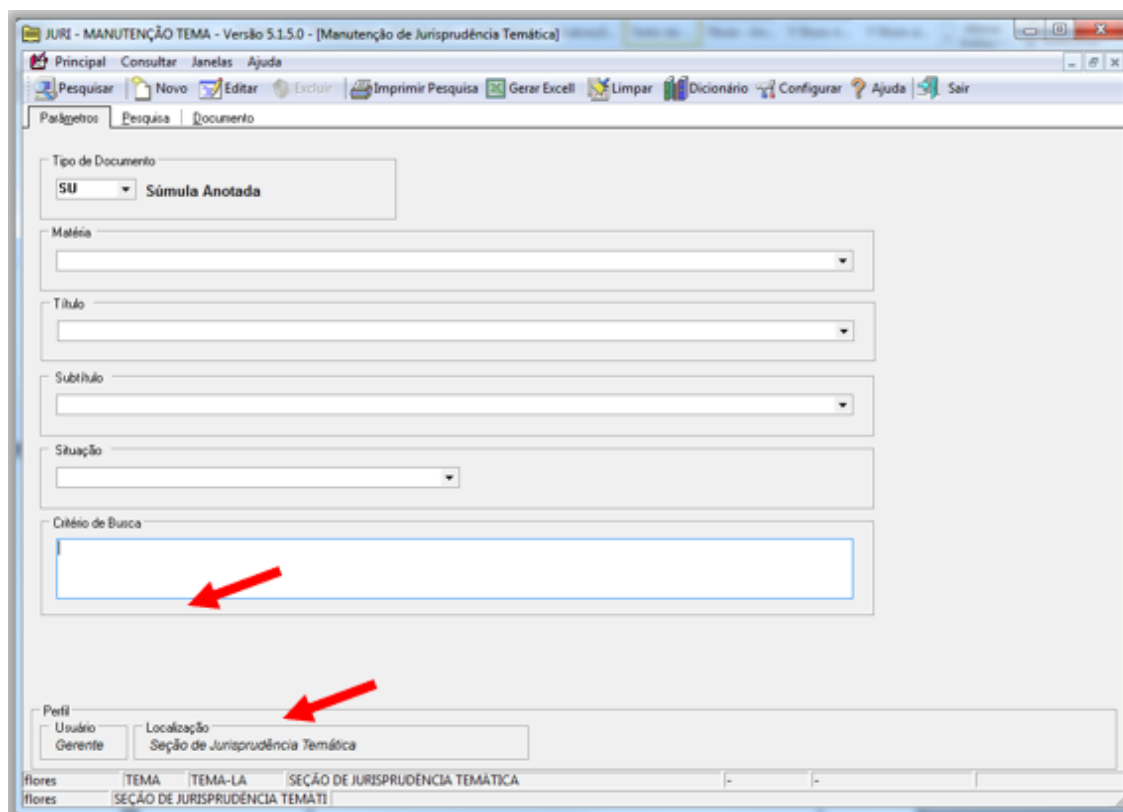 JURI - MANUTENÇÃO TEMA - Versão 5.1.5.0 - [Manutenção de Jurisprudência Temática]
Principal Consultar Janelas Ajuda
Pesquisar Novo Editar Excluir Imprimir Pesquisa Gerar Excell Limpar Dicionário Configurar Ajuda Sair
Parâmetros Pesquisa Documento
Tipo de Documento
SU Súmula Anotada
Matéria
Título
Subtítulo
Situação
Critério de Busca
Perfil
Usuário Localização
Gerente Seção de Jurisprudência Temática
flores TEMA TEMA-LA SEÇÃO DE JURISPRUDÊNCIA TEMÁTICA - -
flores SEÇÃO DE JURISPRUDÊNCIA TEMÁTI